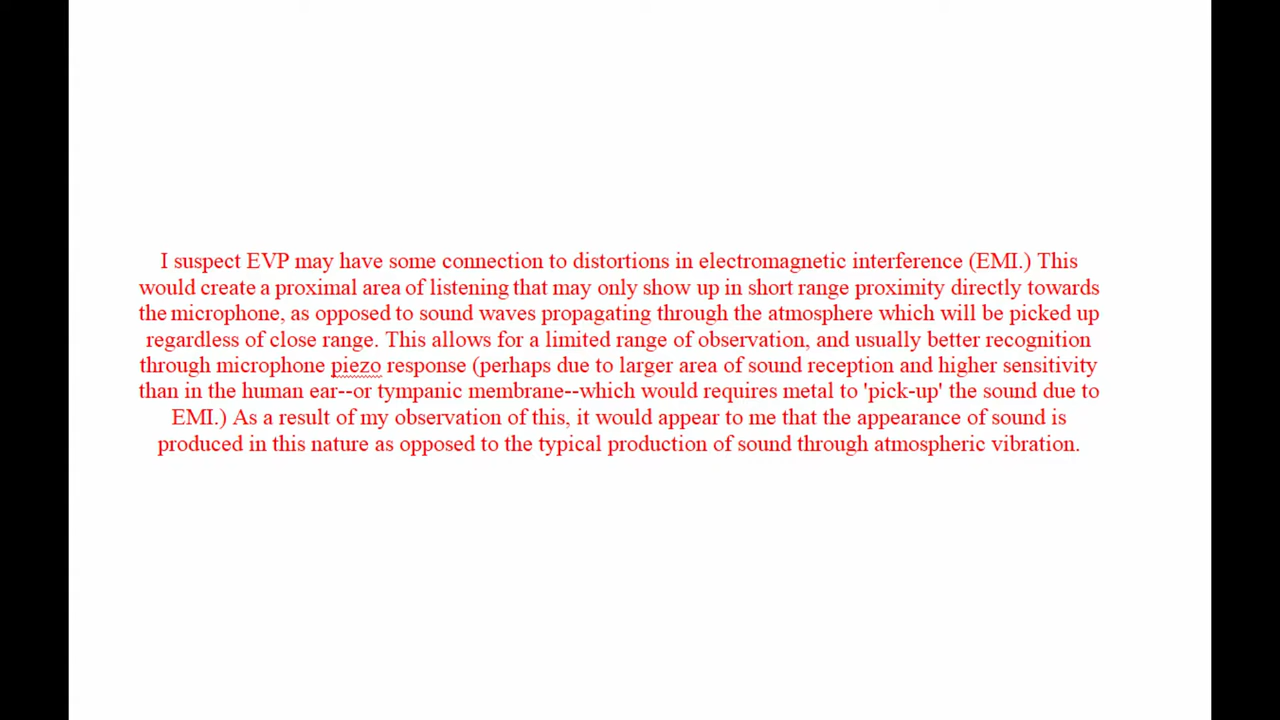 I suspect EVP may have some connection to distortions in electromagnetic interference (EMI.) This
would create a proximal area of listening that may only show up in short range proximity directly towards
the microphone, as opposed to sound waves propagating through the atmosphere which will be picked up
regardless of close range. This allows for a limited range of observation, and usually better recognition
through microphone piezo response (perhaps due to larger area of sound reception and higher sensitivity
than in the human ear--or tympanic membrane--which would requires metal to 'pick-up' the sound due to
EMI.) As a result of my observation of this, it would appear to me that the appearance of sound is
produced in this nature as opposed to the typical production of sound through atmospheric vibration.